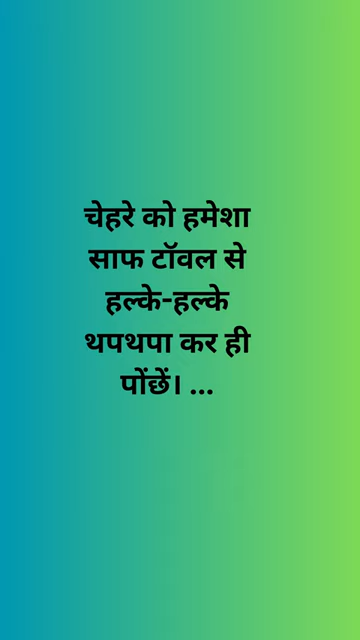 चेहरे को हमेशा
साफ टॉवल से
हल्के-हल्के
थपथपा कर ही
पोंछें। ...